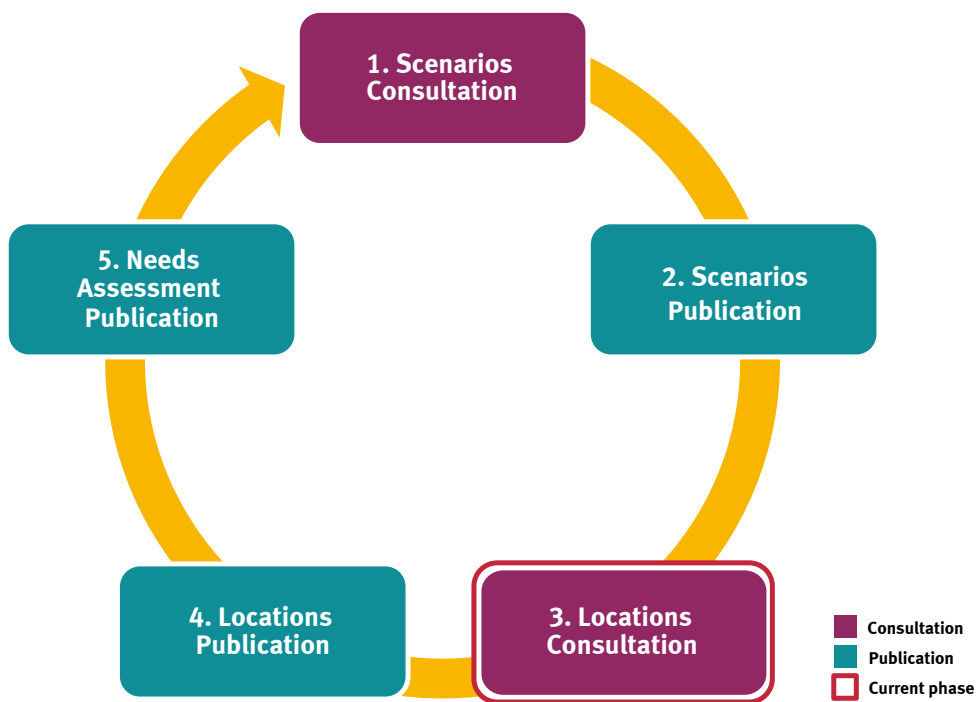 1. Scenarios
Consultation
2. Scenarios
Publication
3. Locations
Consultation
4. Locations
Publication
5. Needs
Assessment
Publication
Consultation
Publication
Current phase